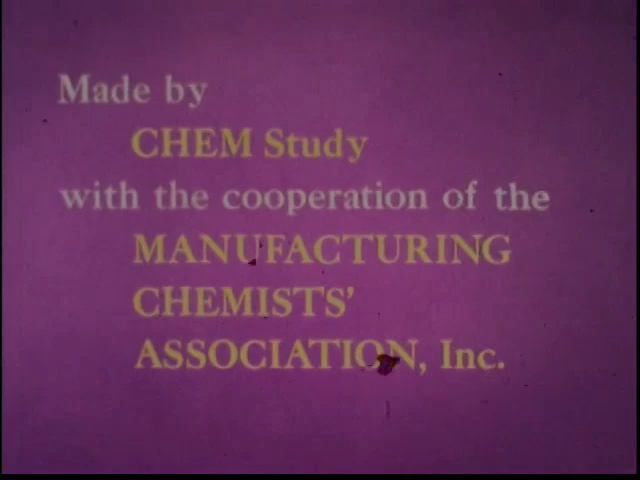 Made by
CHEM Study
with the cooperation of the
MANUFACTURING
CHEMISTS'
ASSOCIATION, Inc.